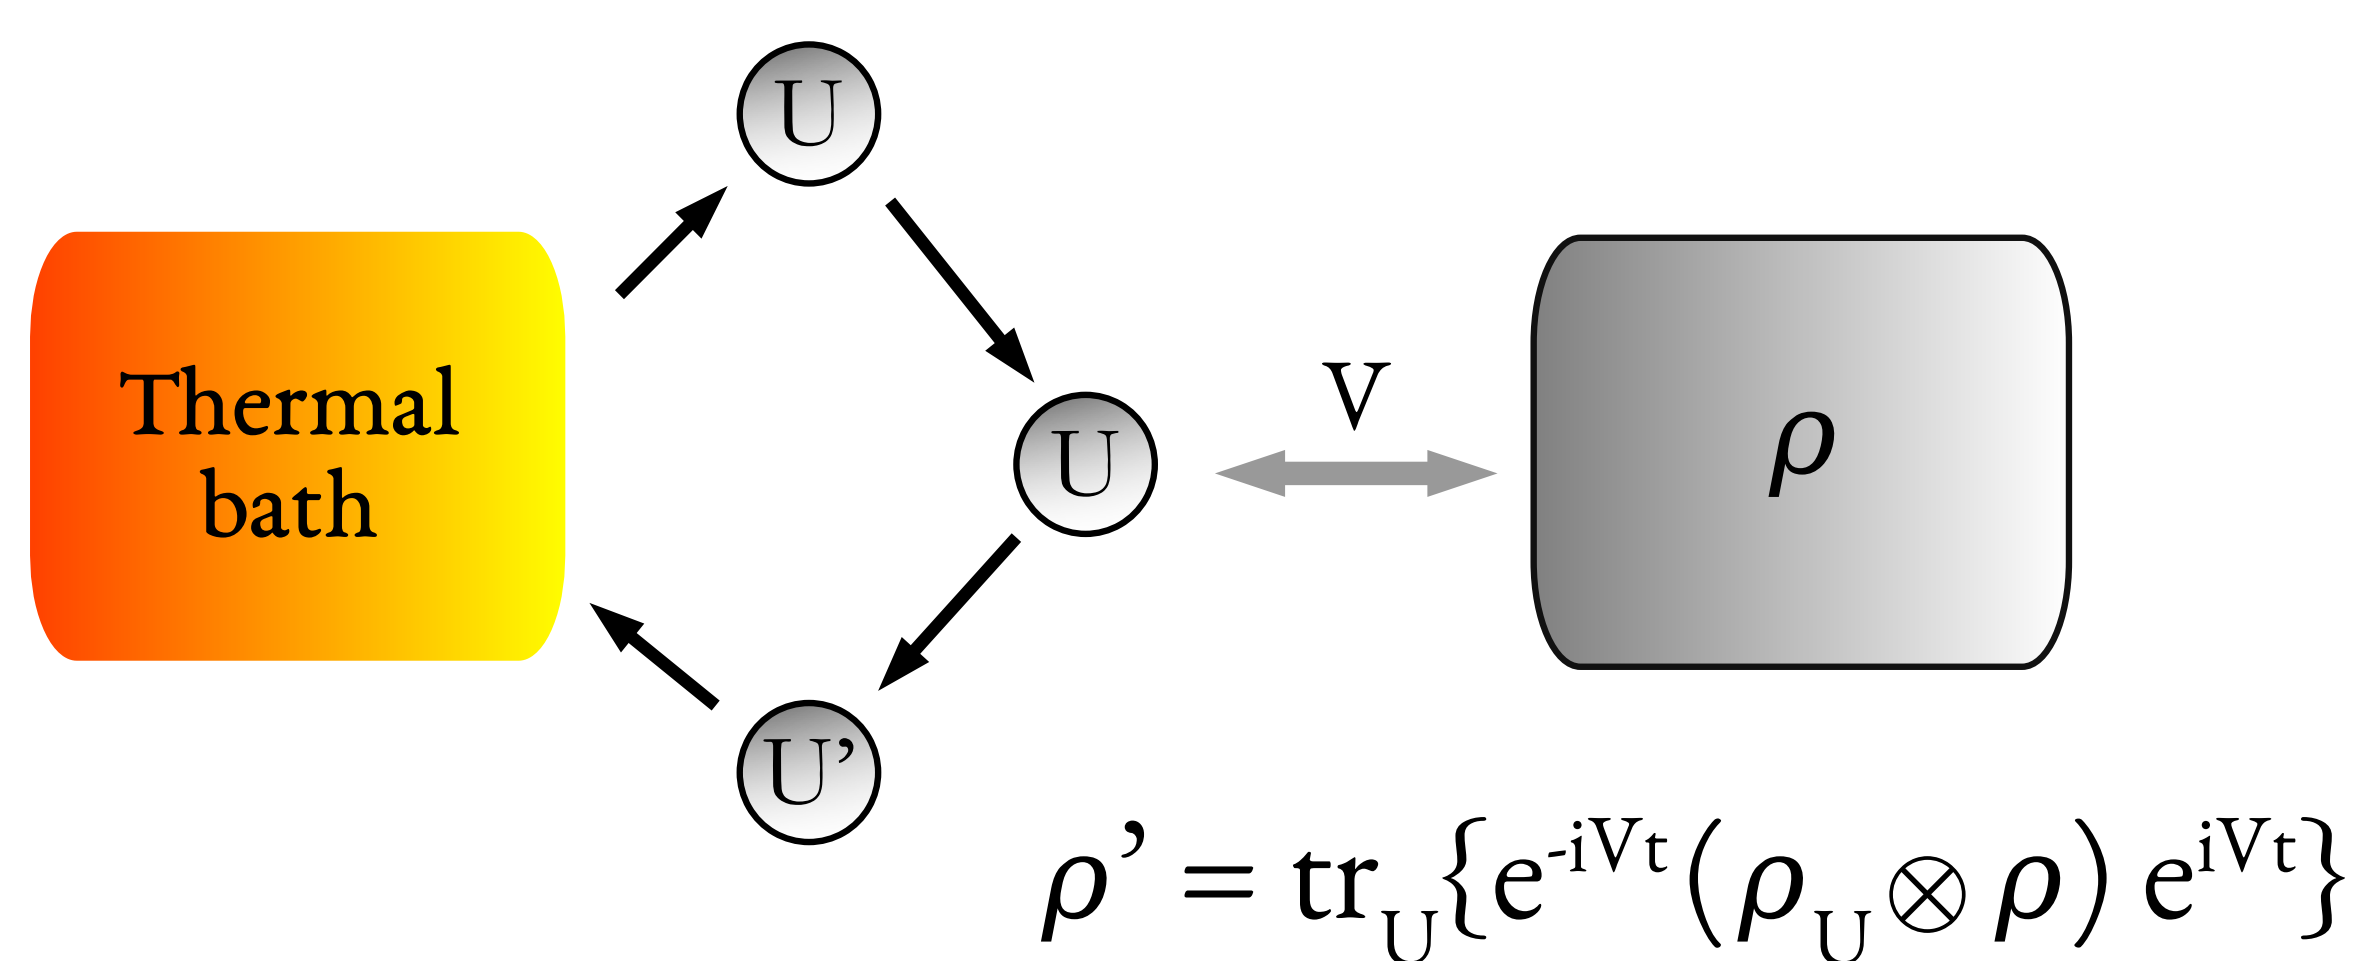 U
Thermal
bath
U
V
ρ
U’
ρ’ = tr_U{e^-iVt(ρ_U⊗ρ) e^iVt}